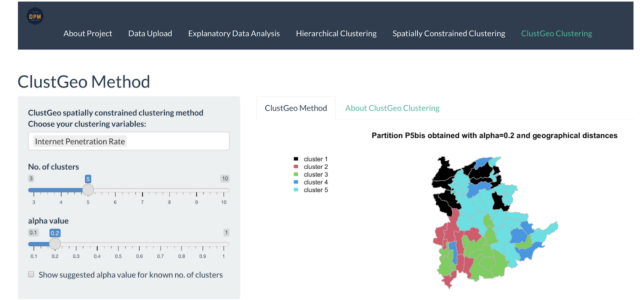 DPM
About Project Data Upload Explanatory Data Analysis Hierarchical Clustering Spatially Constrained Clustering ClustGeo Clustering
ClustGeo Method
ClustGeo spatially constrained clustering method
Choose your clustering variables:
Internet Penetration Rate
No. of clusters
3 5 10
3 4 5 6 7 8 9 10
alpha value
0.1 0.2 1
0.1 0.2 0.3 0.4 0.5 0.6 0.7 0.8 0.9 1
Show suggested alpha value for known no. of clusters
ClustGeo Method About ClustGeo Clustering
Partition P5bis obtained with alpha=0.2 and geographical distances
cluster 1
cluster 2
cluster 3
cluster 4
cluster 5